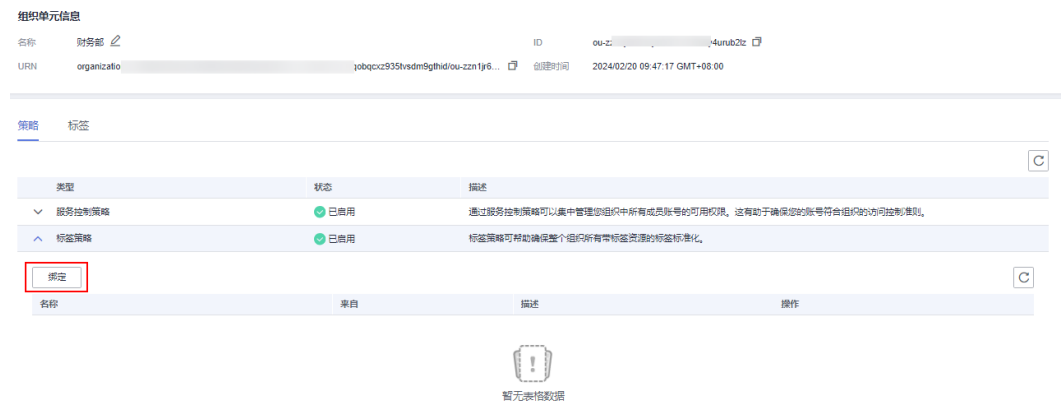 组织单元信息
名称 财务部 ID ou-z 4urub2lz
URN organizatio qobqcxz935tvsdm9gthid/ou-zzn1jr6... 创建时间 2024/02/20 09:47:17 GMT+08:00
策略 标签
类型 状态 描述
服务控制策略 已启用 通过服务控制策略可以集中管理您组织中所有成员账号的可用权限。这有助于确保您的账号符合组织的访问控制准则。
标签策略 已启用 标签策略可帮助确保整个组织所有带标签资源的标签标准化。
绑定
名称 来自 描述 操作
暂无表格数据